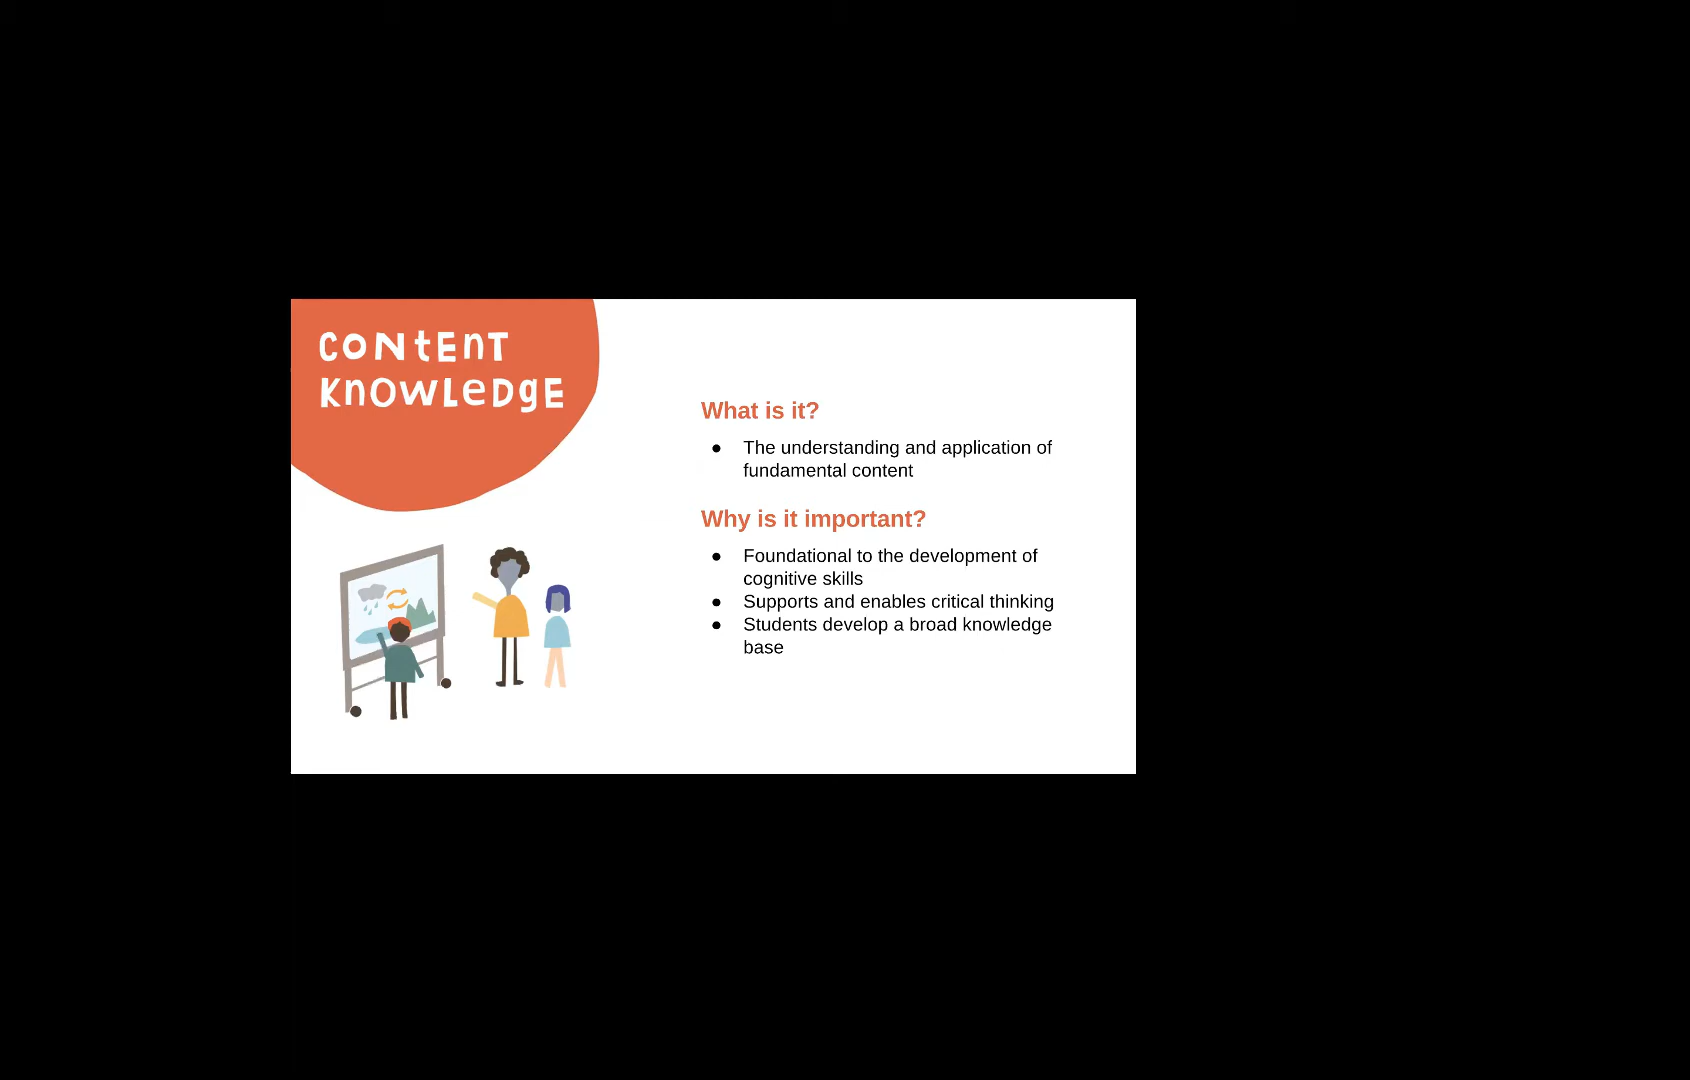 CONtEnT
KnOwLeDgE
What is it?
● The understanding and application of
fundamental content
Why is it important?
● Foundational to the development of
cognitive skills
● Supports and enables critical thinking
● Students develop a broad knowledge
base